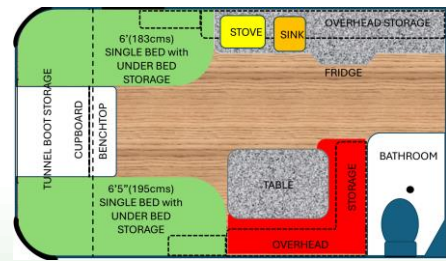 6'(183cms)
SINGLE BED with
UNDER BED
STORAGE
STOVE
SINK
OVERHEAD STORAGE
FRIDGE
TUNNEL BOOT STORAGE
CUPBOARD
BENCHTOP
6'5"(195cms)
SINGLE BED with
UNDER BED
STORAGE
TABLE
STORAGE
OVERHEAD
BATHROOM